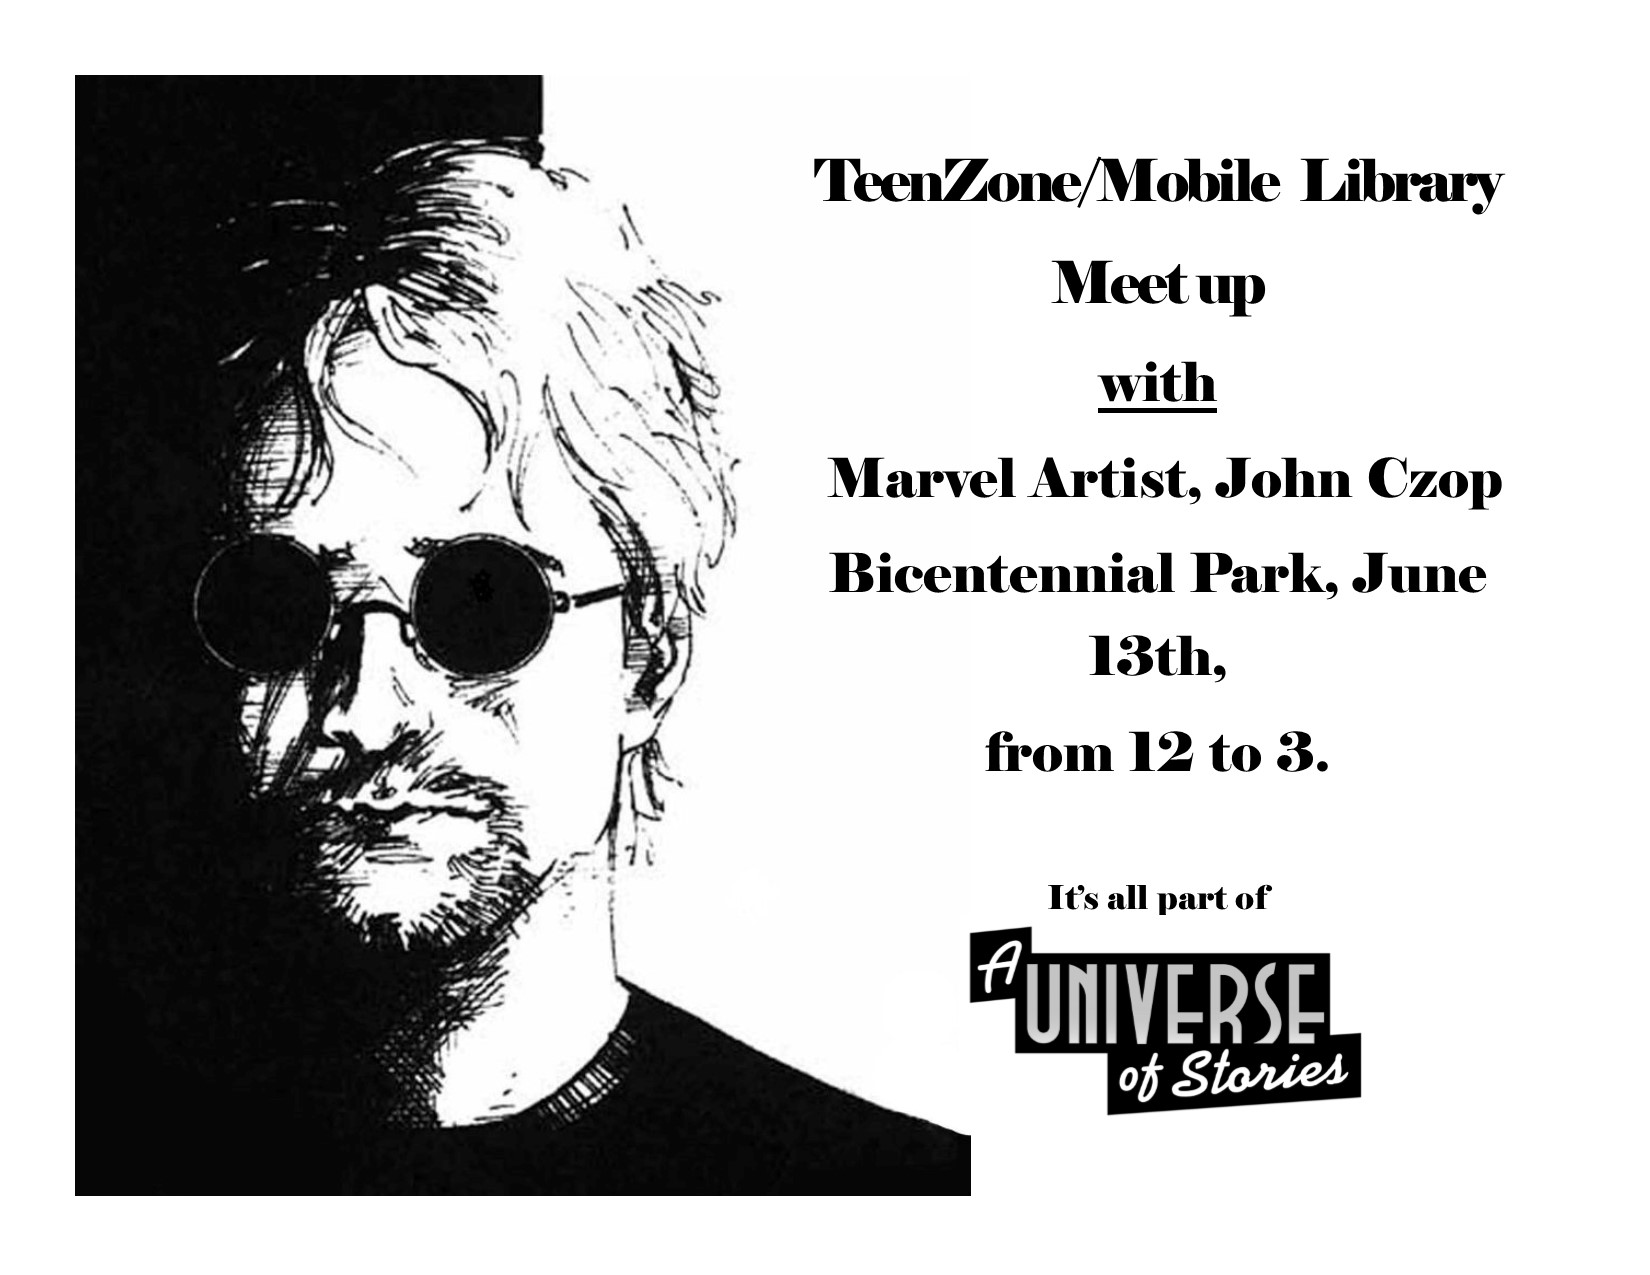 TeenZone/Mobile Library
Meet up
with
Marvel Artist, John Czop
Bicentennial Park, June
13th,
from 12 to 3.
It's all part of
A
UNIVERSE
of Stories